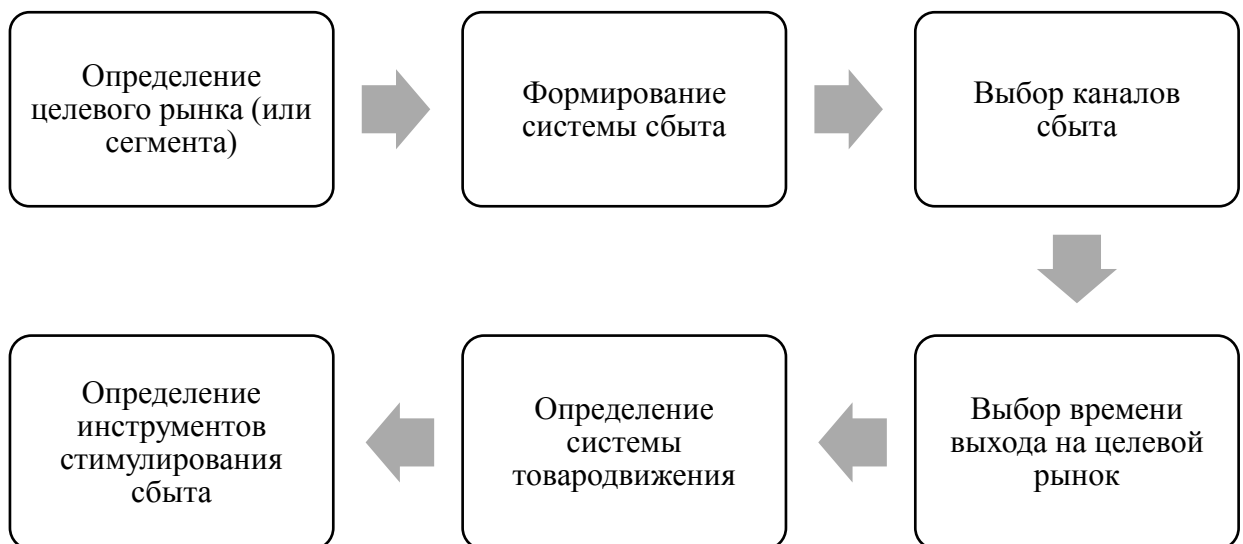 Определение
целевого рынка (или
сегмента)
Формирование
системы сбыта
Выбор каналов
сбыта
Выбор времени
выхода на целевой
рынок
Определение
системы
товародвижения
Определение
инструментов
стимулирования
сбыта